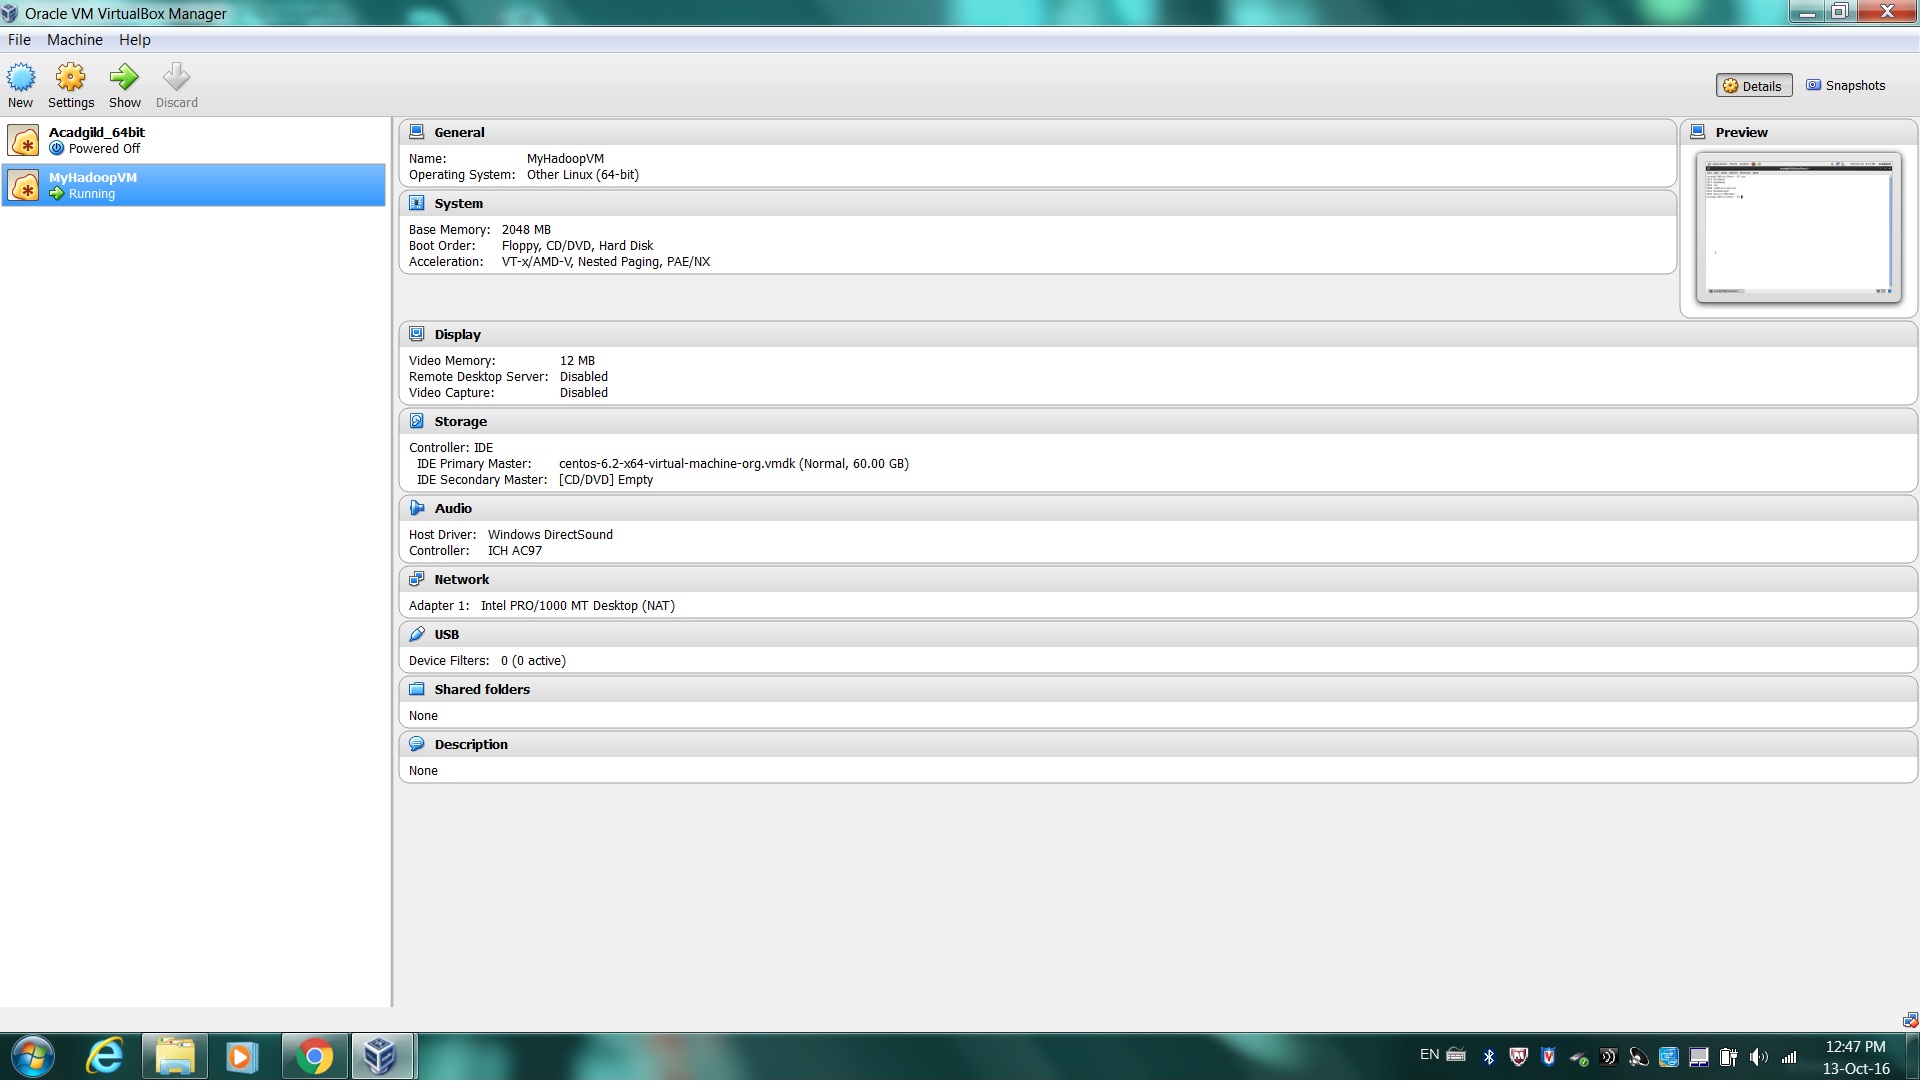 Oracle VM VirtualBox Manager
File Machine Help
New Settings Show Discard
Details Snapshots
Acadgild_64bit
Powered Off
MyHadoopVM
Running
General
Name: MyHadoopVM
Operating System: Other Linux (64-bit)
System
Base Memory: 2048 MB
Boot Order: Floppy, CD/DVD, Hard Disk
Acceleration: VT-x/AMD-V, Nested Paging, PAE/NX
Preview
Display
Video Memory: 12 MB
Remote Desktop Server: Disabled
Video Capture: Disabled
Storage
Controller: IDE
IDE Primary Master: centos-6.2-x64-virtual-machine-org.vmdk (Normal, 60.00 GB)
IDE Secondary Master: [CD/DVD] Empty
Audio
Host Driver: Windows DirectSound
Controller: ICH AC97
Network
Adapter 1: Intel PRO/1000 MT Desktop (NAT)
USB
Device Filters: 0 (0 active)
Shared folders
None
Description
None
EN
12:47 PM
13-Oct-16